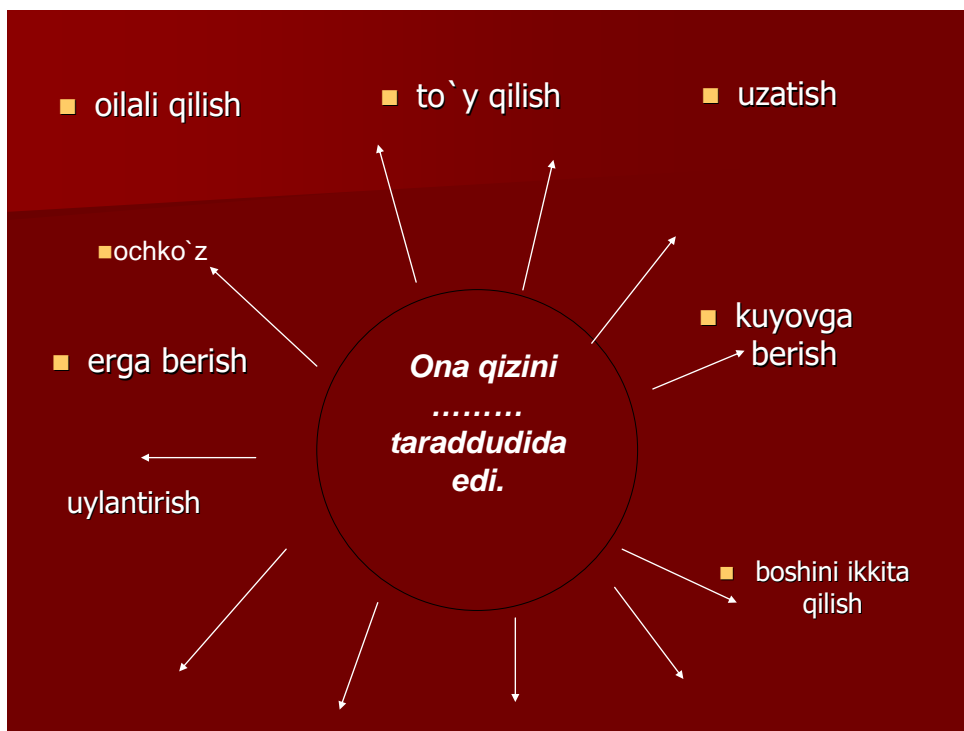 oilali qilish
to`y qilish
uzatish
ochko`z
erga berish
kuyovga
berish
Ona qizini
………
taraddudida
edi.
uylantirish
boshini ikkita
qilish